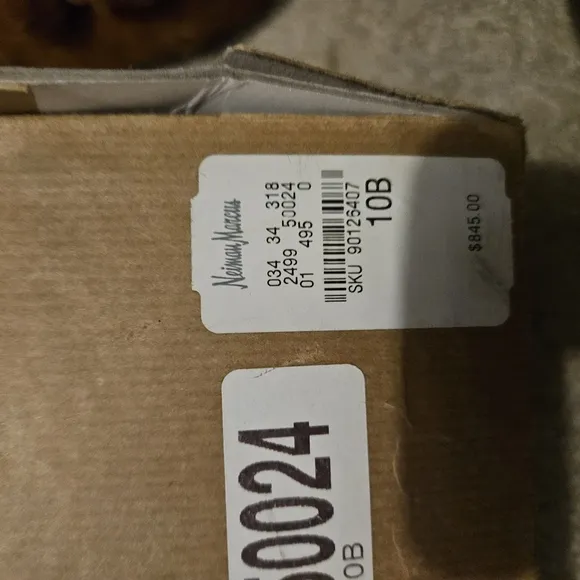 Neiman Marcus
034 34 318
2499 50024
01 495 0
SKU 90126407
10B
$845.00
50024
0B